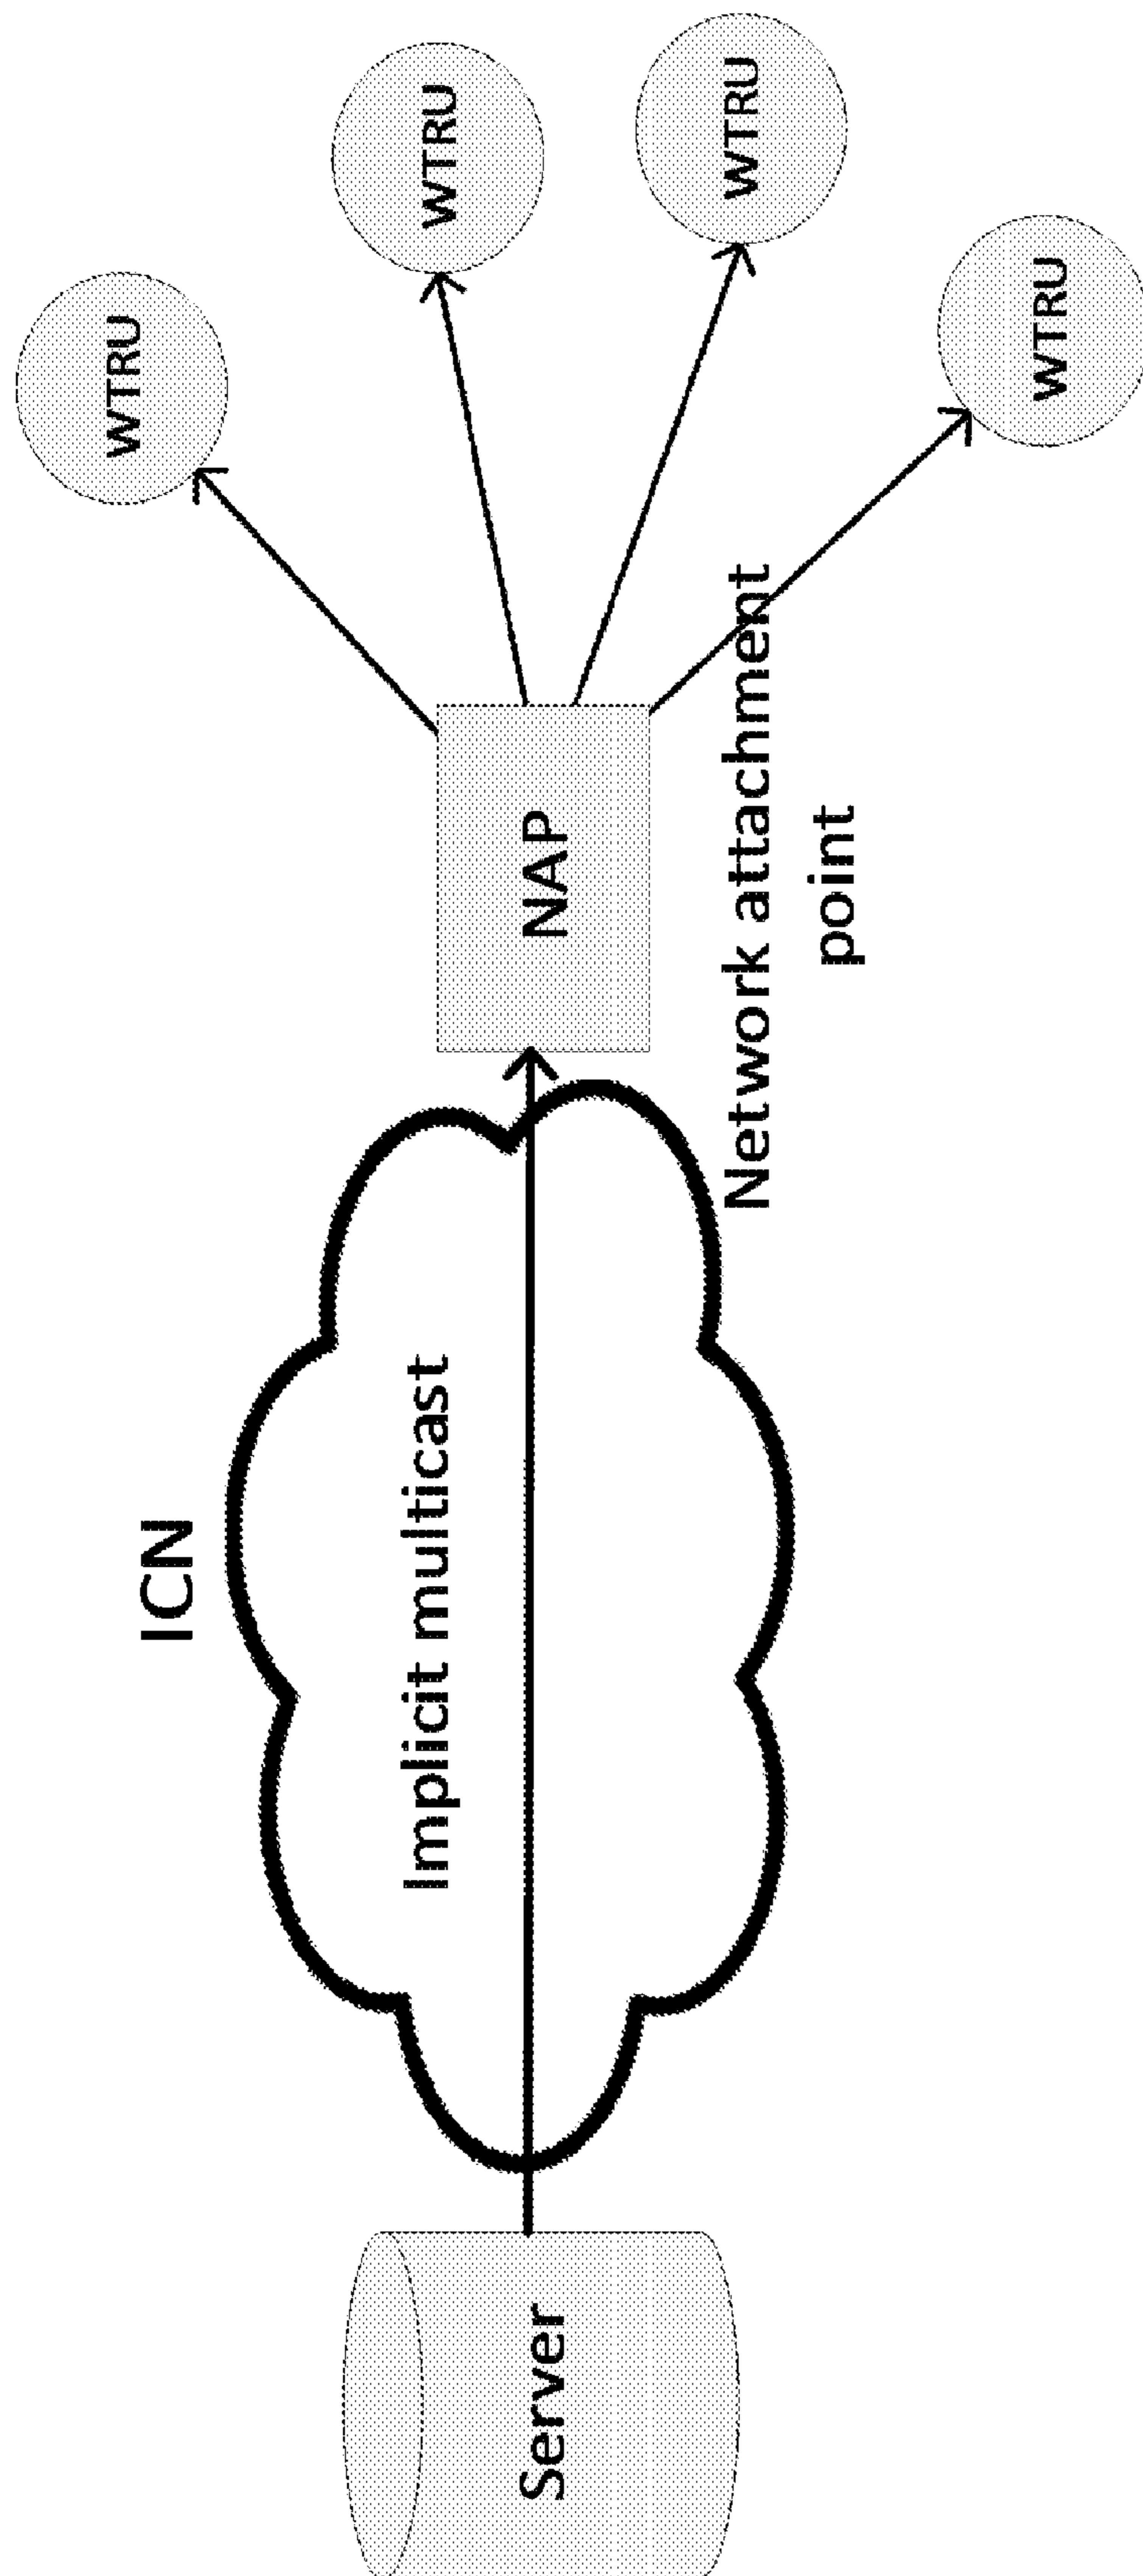 ICN
Server
Implicit multicast
NAP
Network attachment
point
WTRU
WTRU
WTRU
WTRU